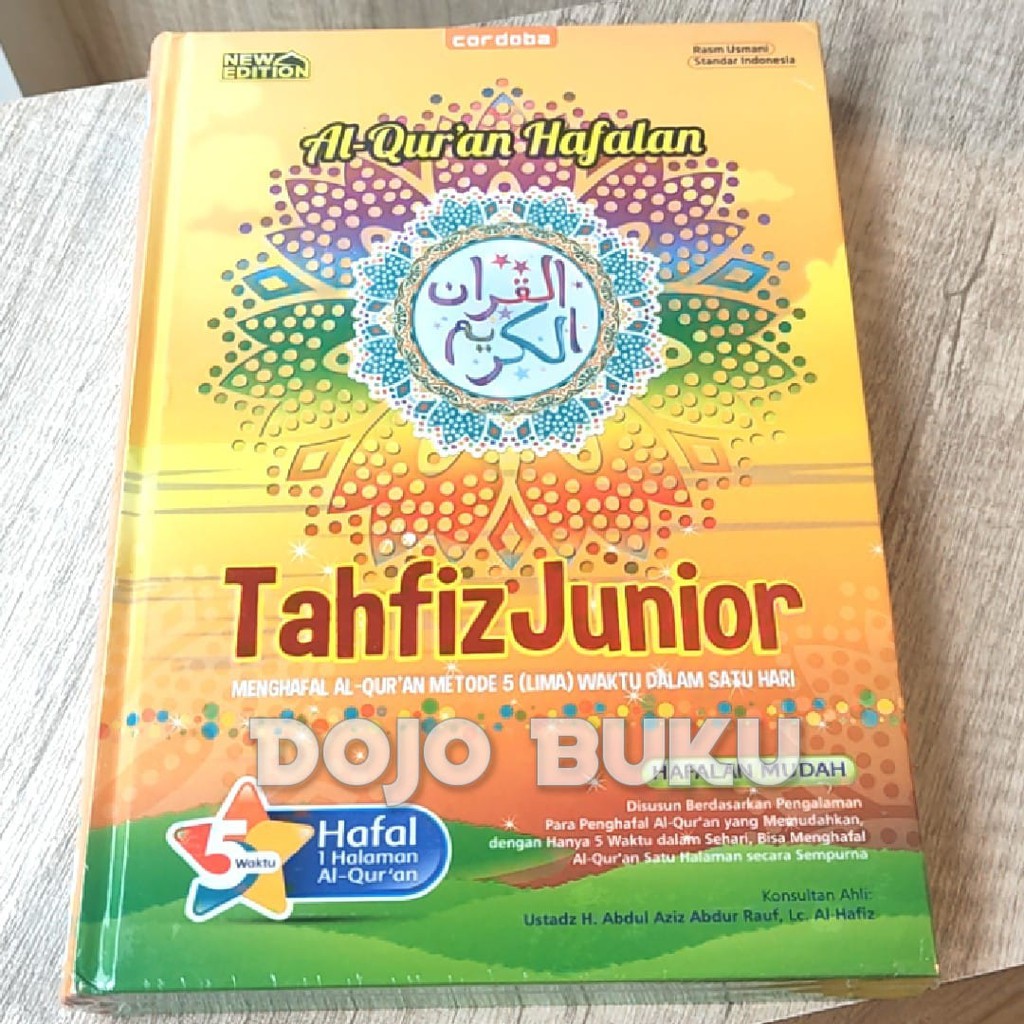 cordoba
NEW
EDITION
Rasm Usmani
Standar Indonesia
Al-Qur'an Hafalan
القرآن
الكريم
Tahfiz Junior
MENGHAFAL AL-QUR'AN METODE 5 (LIMA) WAKTU DALAM SATU HARI
DOJO BUKU
HAFALAN MUDAH
Disusun Berdasarkan Pengalaman
Para Penghafal Al-Qur'an yang Memudahkan,
dengan Hanya 5 Waktu dalam Sehari, Bisa Menghafal
Al-Qur'an Satu Halaman secara Sempurna
5 Waktu
Hafal
1 Halaman
Al-Qur'an
Konsultan Ahli:
Ustadz H. Abdul Aziz Abdur Rauf, Lc. Al-Hafiz